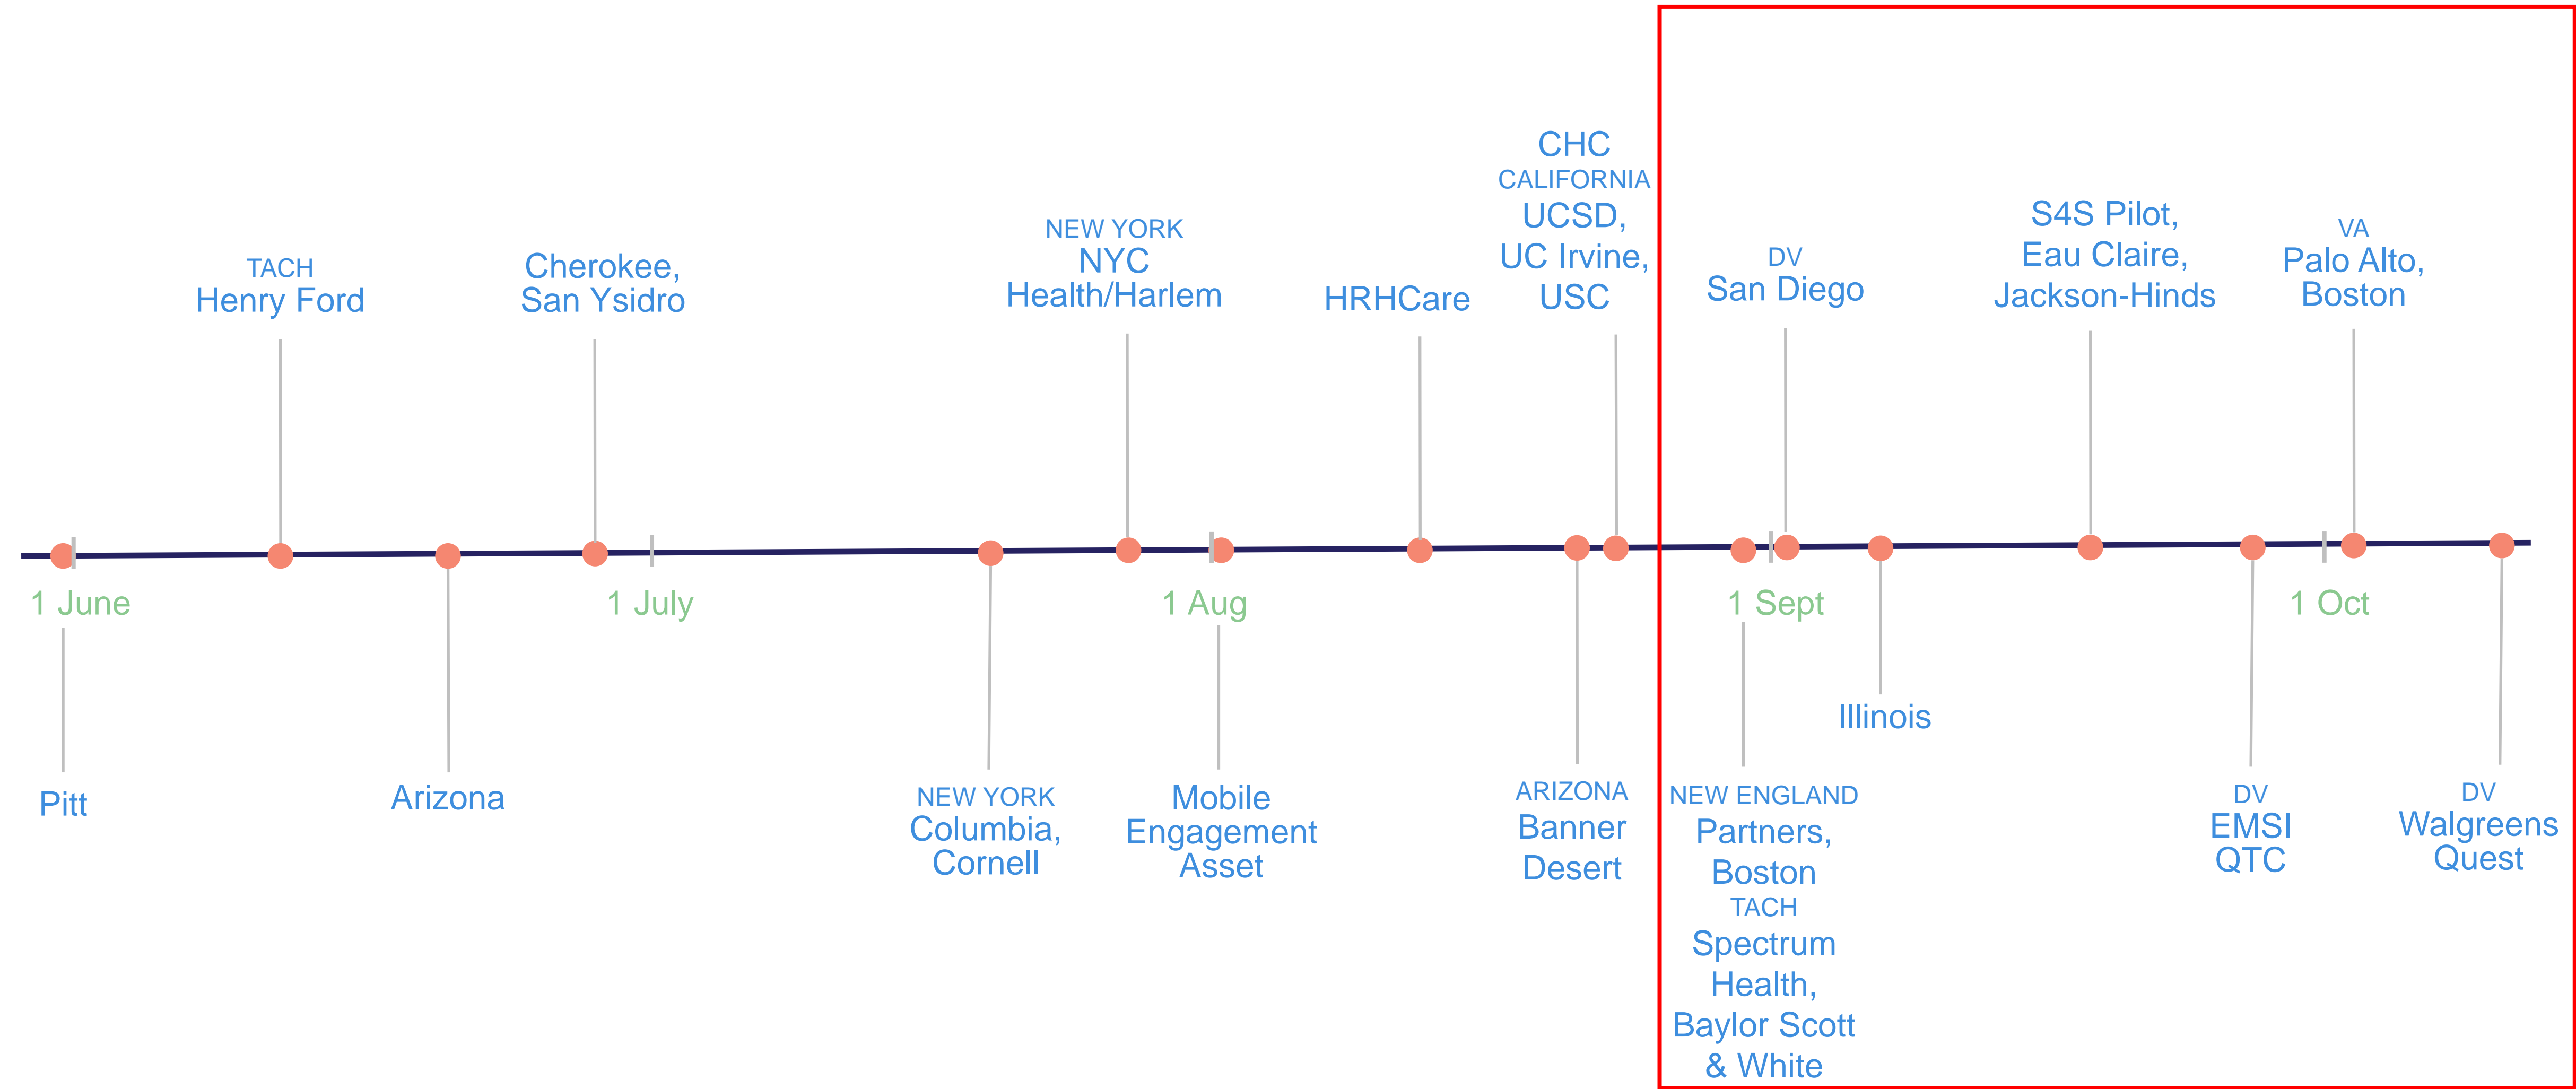 CHC
CALIFORNIA
UCSD,
UC Irvine,
USC
TACH
Henry Ford
Cherokee,
San Ysidro
NEW YORK
NYC
Health/Harlem
HRHCare
DV
San Diego
S4S Pilot,
Eau Claire,
Jackson-Hinds
VA
Palo Alto,
Boston
1 June
1 July
1 Aug
1 Sept
1 Oct
Pitt
Arizona
NEW YORK
Columbia,
Cornell
Mobile
Engagement
Asset
ARIZONA
Banner
Desert
NEW ENGLAND
Partners,
Boston
TACH
Spectrum
Health,
Baylor Scott
& White
Illinois
DV
EMSI
QTC
DV
Walgreens
Quest